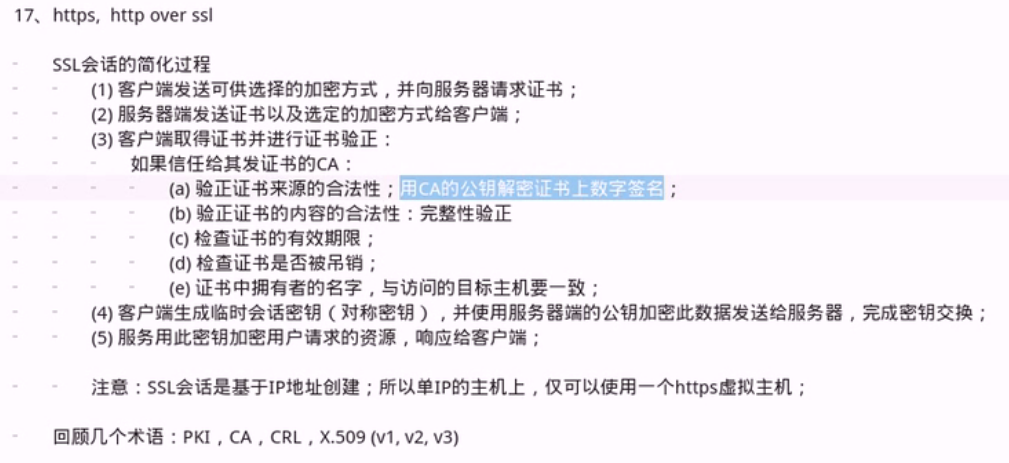 17、https, http over ssl
SSL会话的简化过程
(1) 客户端发送可供选择的加密方式，并向服务器请求证书；
(2) 服务器端发送证书以及选定的加密方式给客户端；
(3) 客户端取得证书并进行证书验正：
如果信任给其发证书的CA：
(a) 验正证书来源的合法性；用CA的公钥解密证书上数字签名；
(b) 验正证书的内容的合法性：完整性验正
(c) 检查证书的有效期限；
(d) 检查证书是否被吊销；
(e) 证书中拥有者的名字，与访问的目标主机要一致；
(4) 客户端生成临时会话密钥（对称密钥），并使用服务器端的公钥加密此数据发送给服务器，完成密钥交换；
(5) 服务用此密钥加密用户请求的资源，响应给客户端；
注意：SSL会话是基于IP地址创建；所以单IP的主机上，仅可以使用一个https虚拟主机；
回顾几个术语：PKI，CA，CRL，X.509 (v1, v2, v3)